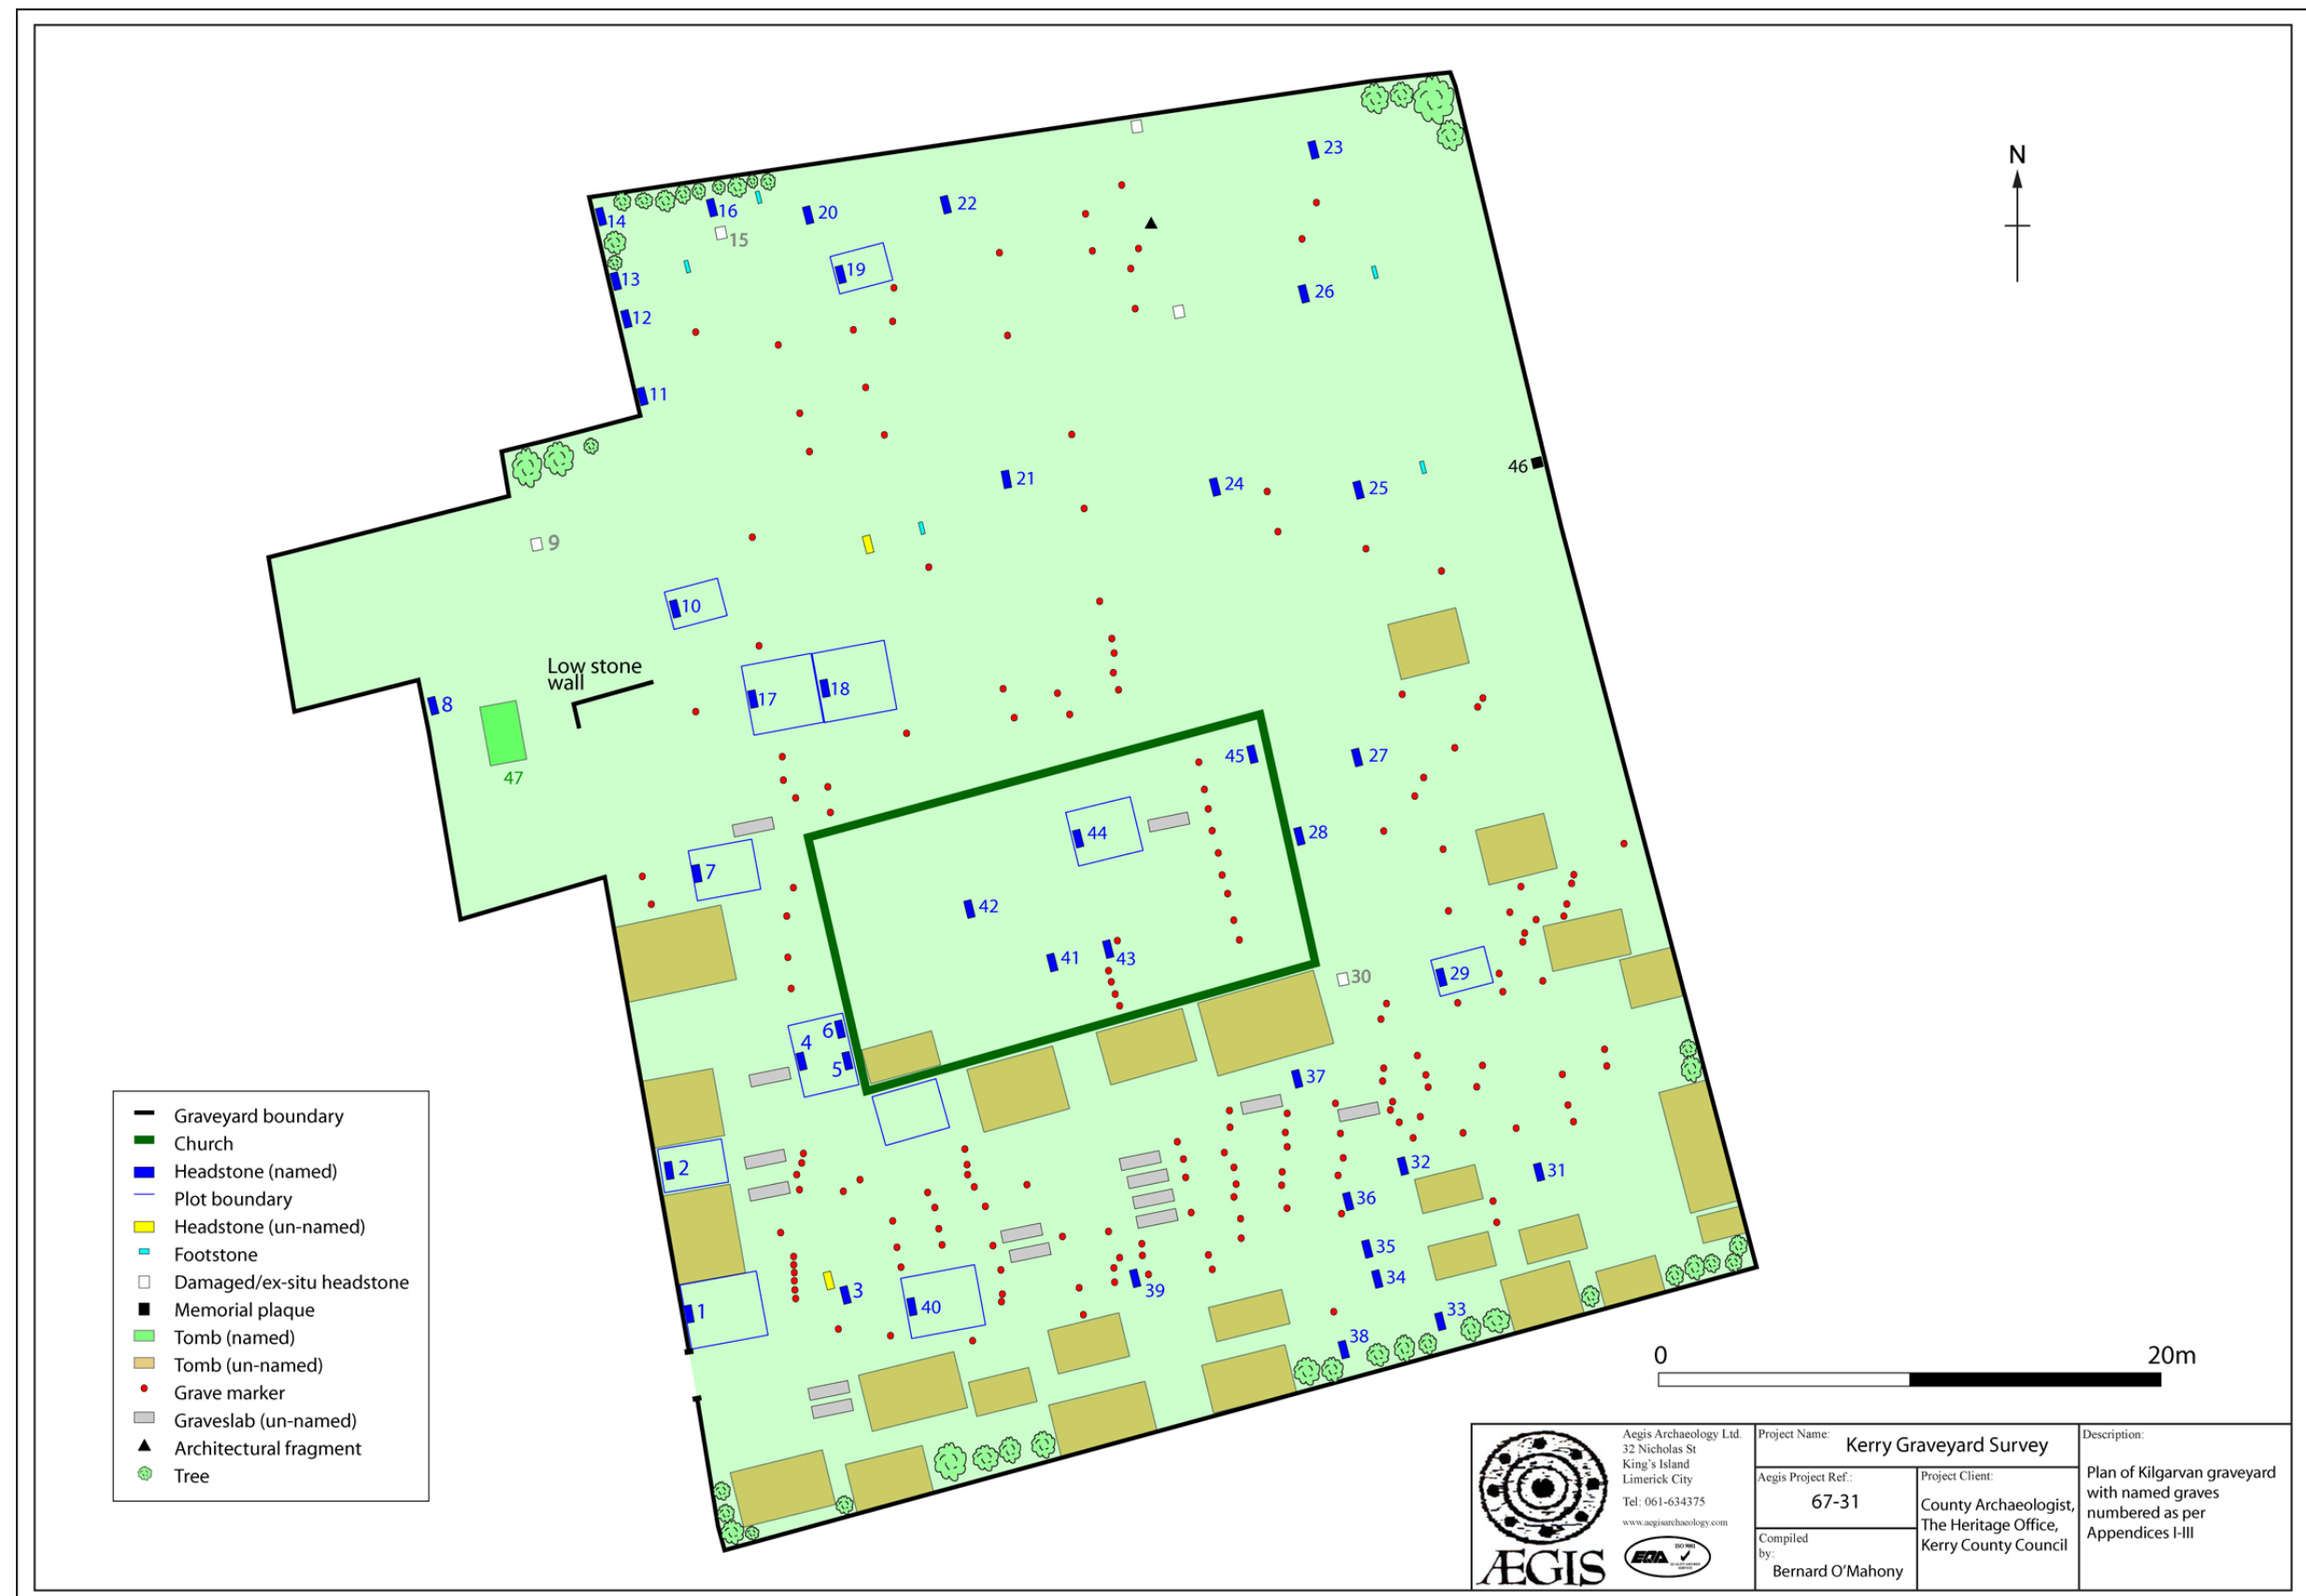 N
23
14
16
20
22
15
19
13
26
12
11
21
24
25
46
9
10
Low stone
wall
17
18
8
47
45
27
44
28
7
42
41
43
30
29
6
4
5
37
2
32
31
36
35
34
3
39
1
40
33
38
Graveyard boundary
Church
Headstone (named)
Plot boundary
Headstone (un-named)
Footstone
Damaged/ex-situ headstone
Memorial plaque
Tomb (named)
Tomb (un-named)
Grave marker
Graveslab (un-named)
Architectural fragment
Tree
0 20m
ÆGIS
Aegis Archaeology Ltd.
32 Nicholas St
King's Island
Limerick City
Tel: 061-634375
www.aegisarchaeology.com
EQA
ISO 9001
Project Name:
Kerry Graveyard Survey
Aegis Project Ref.:
67-31
Compiled
by:
Bernard O'Mahony
Project Client:
County Archaeologist,
The Heritage Office,
Kerry County Council
Description:
Plan of Kilgarvan graveyard
with named graves
numbered as per
Appendices I-III